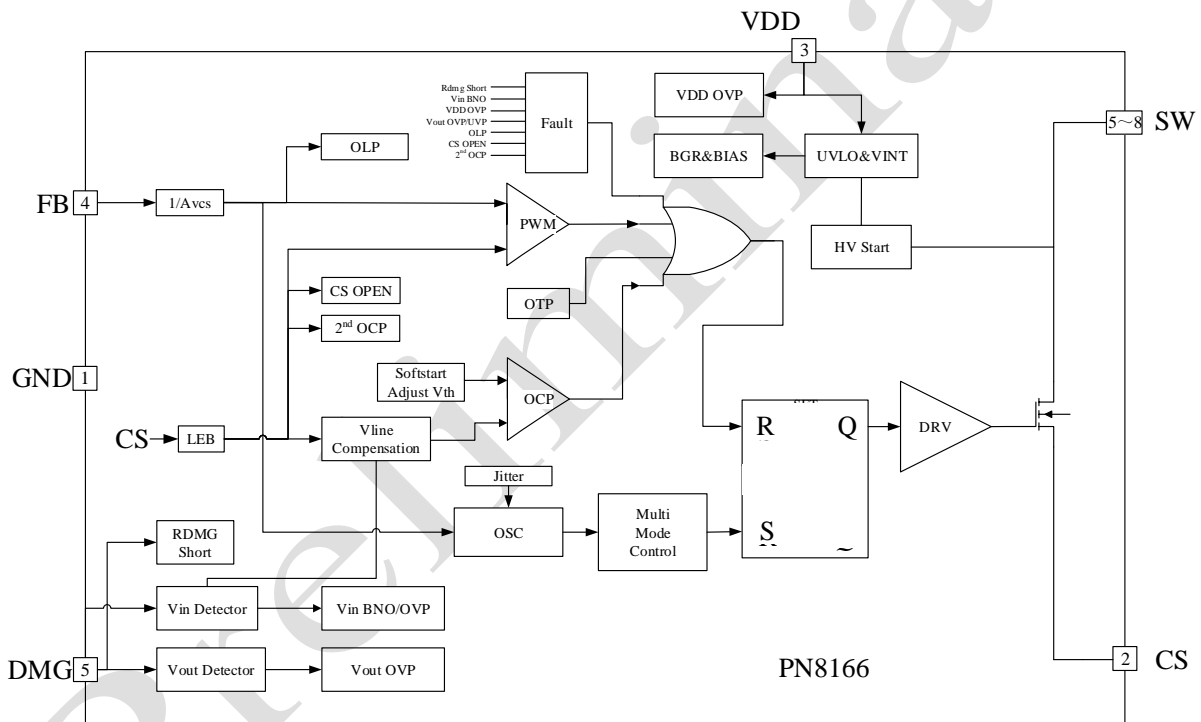 VDD
3
Rdmg Short
Vin BNO
VDD OVP
Vout OVP/UVP
OLP
CS OPEN
2nd OCP
Fault
VDD OVP
5～8
SW
OLP
BGR&BIAS
UVLO&VINT
FB
4
1/Avcs
PWM
HV Start
CS OPEN
OTP
2nd OCP
GND
1
Softstart
Adjust Vth
OCP
CS
LEB
Vline
Compensation
R
Q
DRV
Jitter
OSC
Multi
Mode
Control
S
RDMG
Short
Vin Detector
Vin BNO/OVP
DMG
5
Vout Detector
Vout OVP
PN8166
2
CS
Prelimina